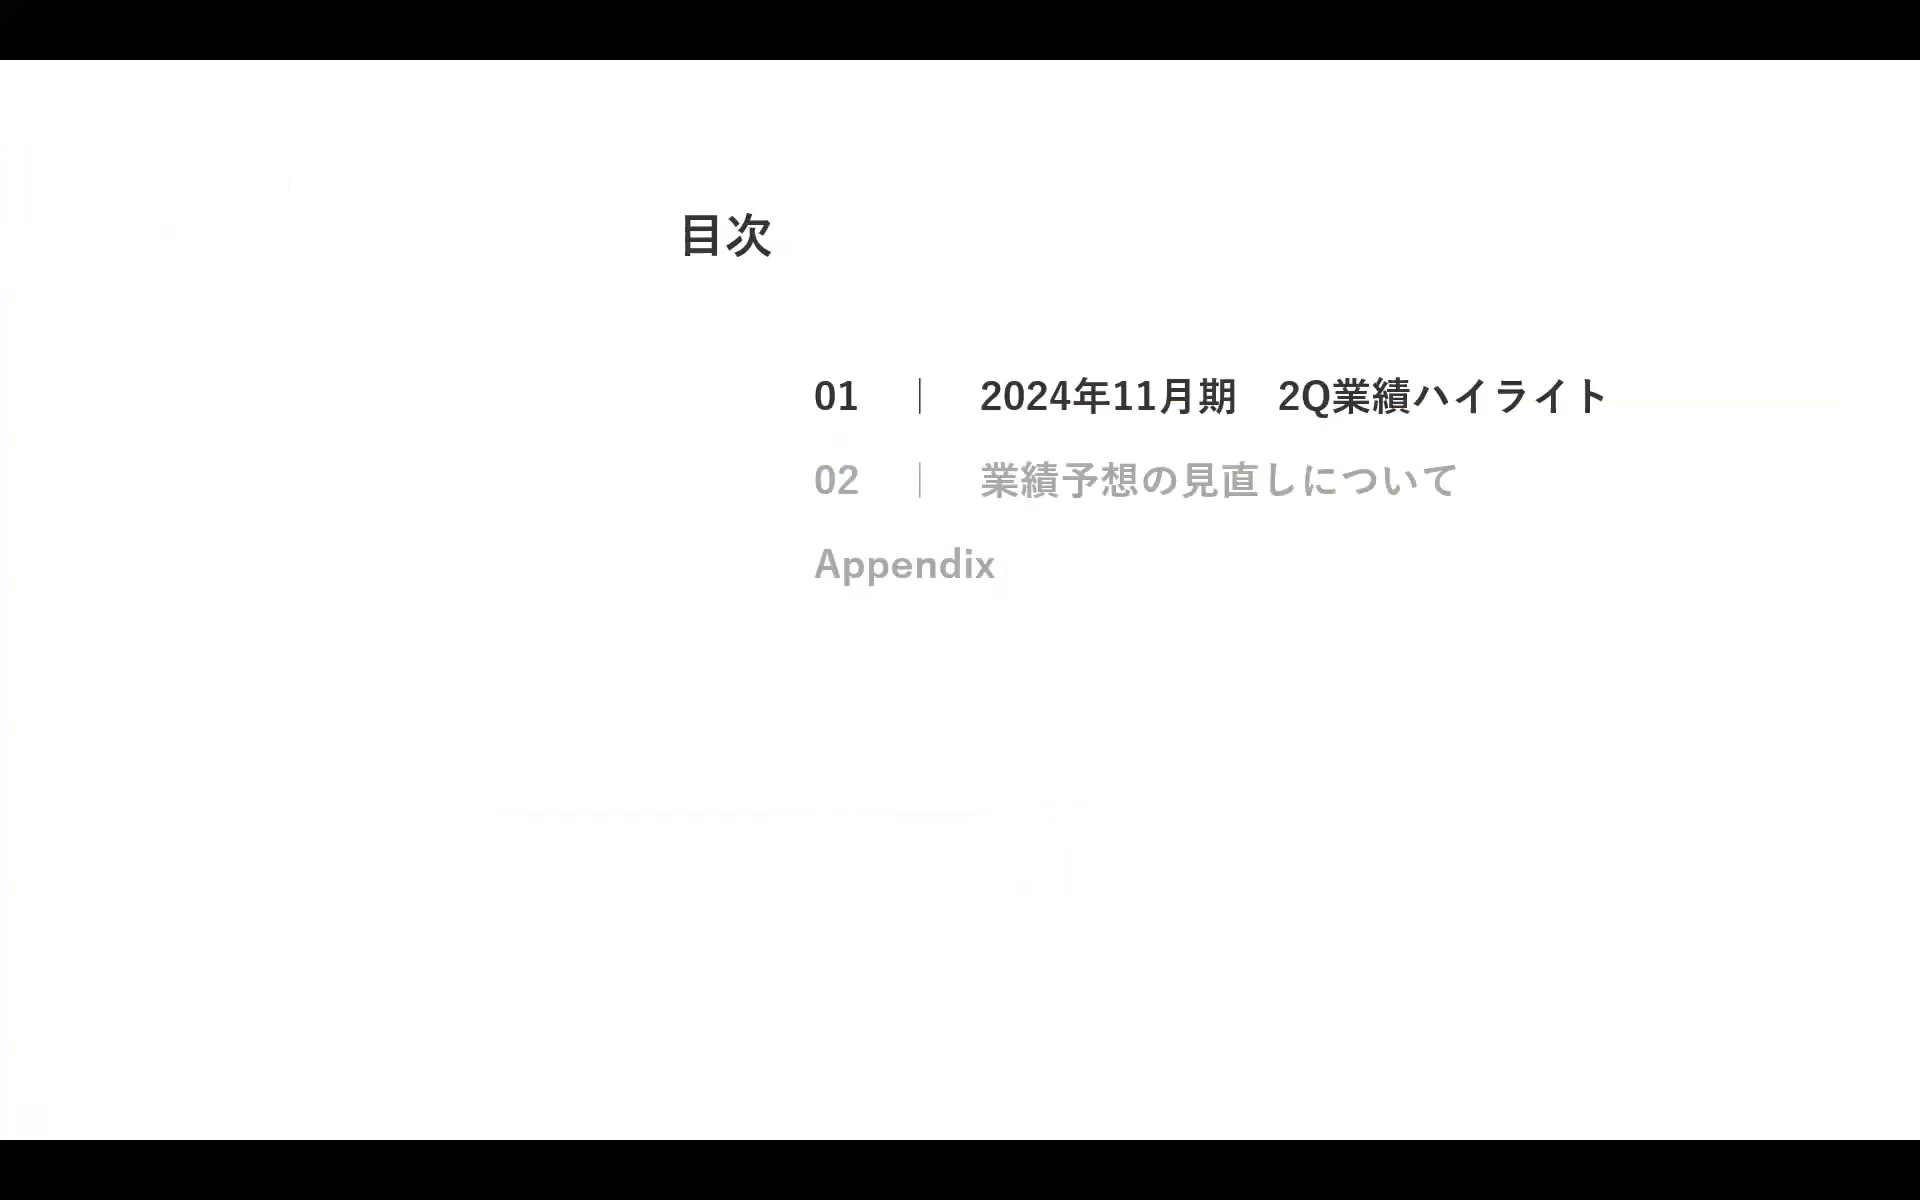 目次
01 | 2024年11月期 2Q業績ハイライト
02 | 業績予想の見直しについて
Appendix